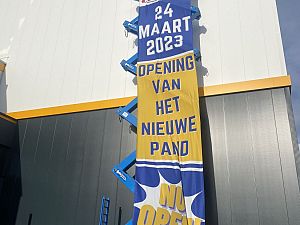 24
MAART
2023
OPENING
VAN
HET
NIEUWE
PAND
NU
OPEN!